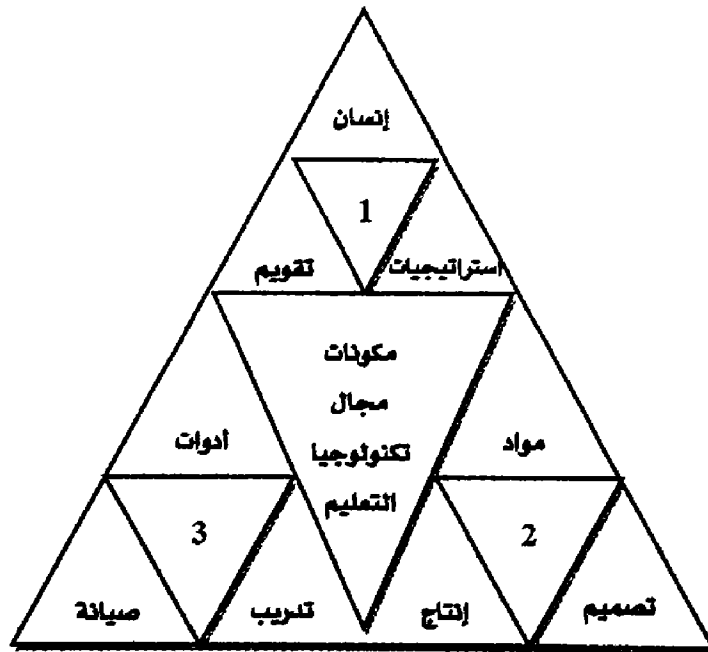 إنسان
1
استراتيجيات
تقويم
مكونات
مجال
تكنولوجيا
التعليم
مواد
أدوات
2
3
تصميم
إنتاج
تدريب
صيانة